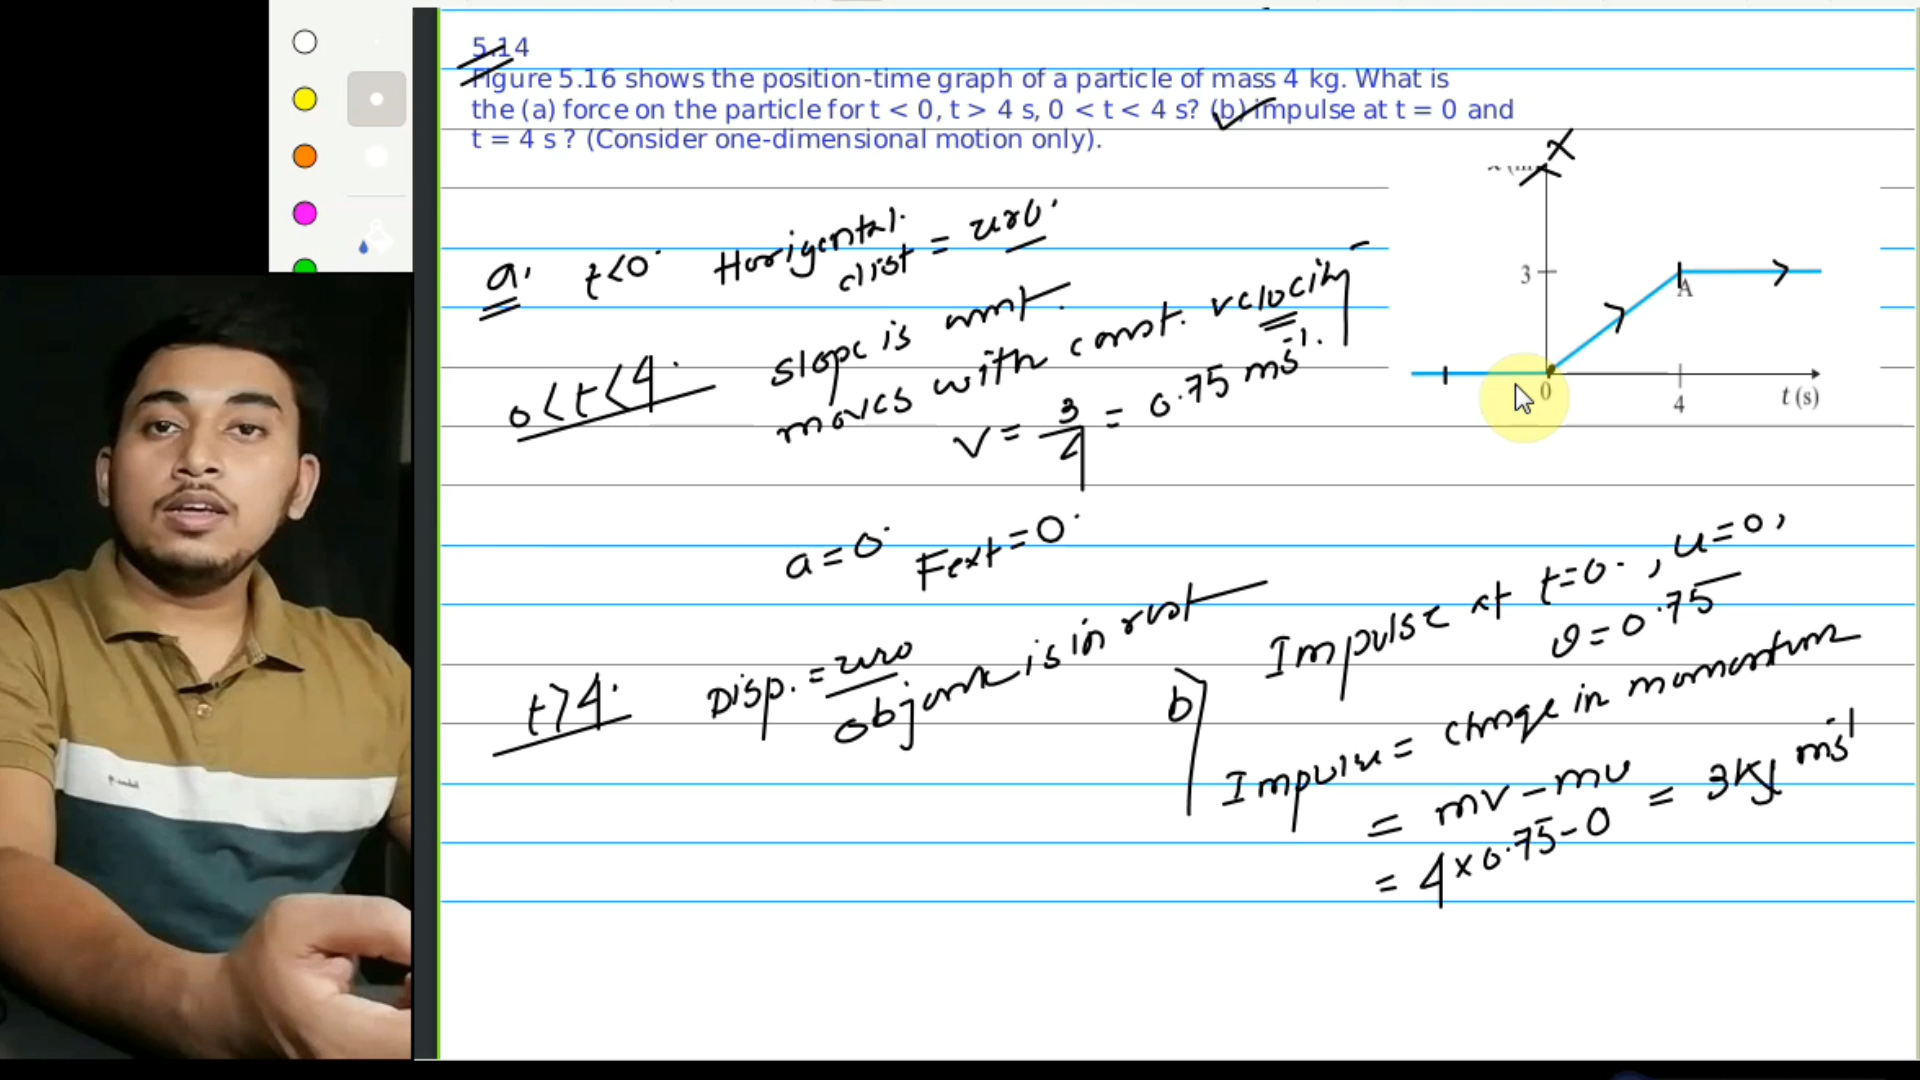 5.14
Figure 5.16 shows the position-time graph of a particle of mass 4 kg. What is
the (a) force on the particle for t < 0, t > 4 s, 0 < t < 4 s? (b) impulse at t = 0 and
t = 4 s ? (Consider one-dimensional motion only).
X
3
A
0
4
t (s)
a.
t<0
Horizontal
dist = zero.
0<t<4.
slope is const.
moves with const. velocity
V = 3/4 = 0.75 ms⁻¹.
a=0. Fext=0.
t>4.
Disp. = zero
object is in rest
b)
Impulse at t=0. , u=0,
v=0.75
Impulse = change in momentum
= mv-mu = 3kg ms⁻¹
= 4×0.75-0